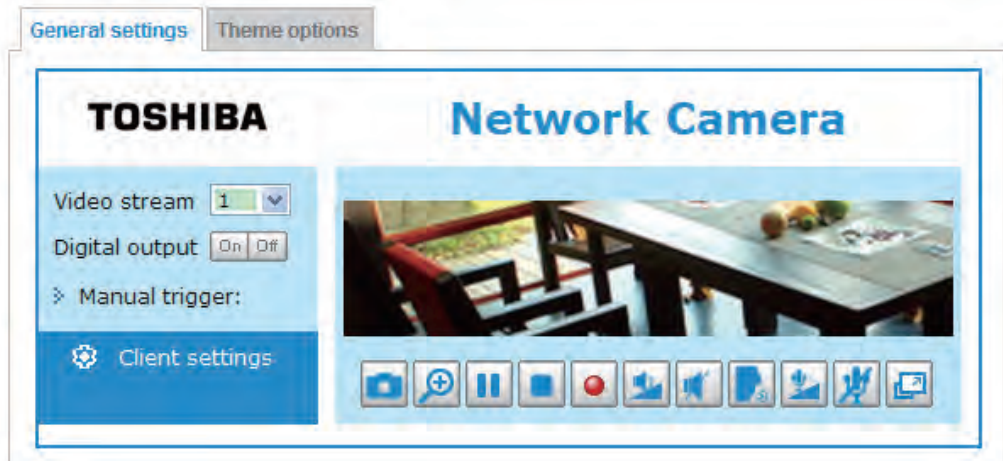 General settings
Theme options
TOSHIBA
Network Camera
Video stream 1
Digital output On Off
Manual trigger:
Client settings